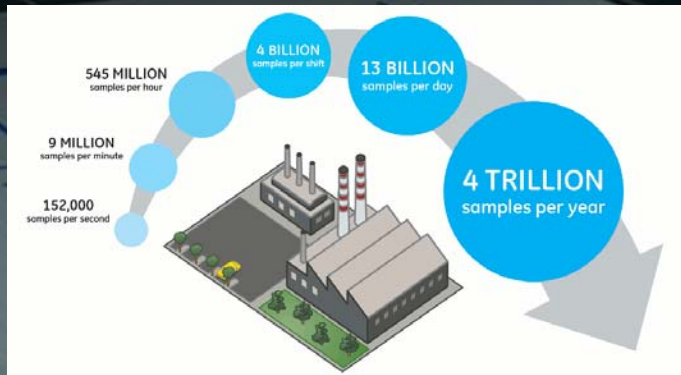 152,000
samples per second
9 MILLION
samples per minute
545 MILLION
samples per hour
4 BILLION
samples per shift
13 BILLION
samples per day
4 TRILLION
samples per year